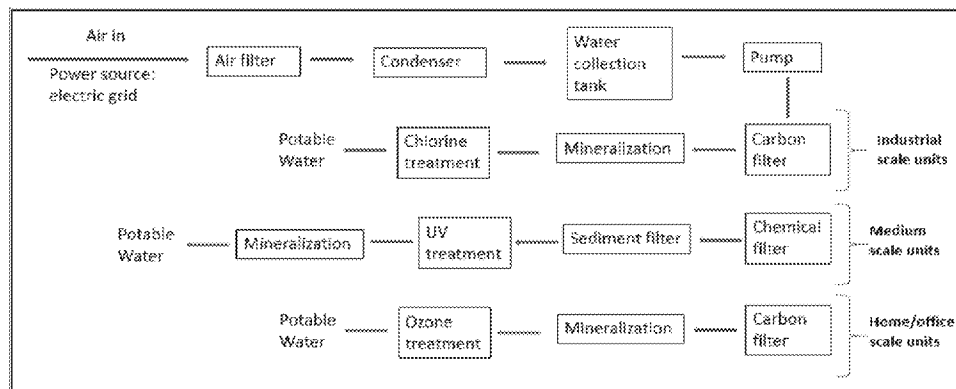 Air in
Power source:
electric grid
Air filter
Condenser
Water
collection
tank
Pump
Potable
Water
Chlorine
treatment
Mineralization
Carbon
filter
Industrial
scale units
Potable
Water
Mineralization
UV
treatment
Sediment filter
Chemical
filter
Medium
scale units
Potable
Water
Ozone
treatment
Mineralization
Carbon
filter
Home/office
scale units